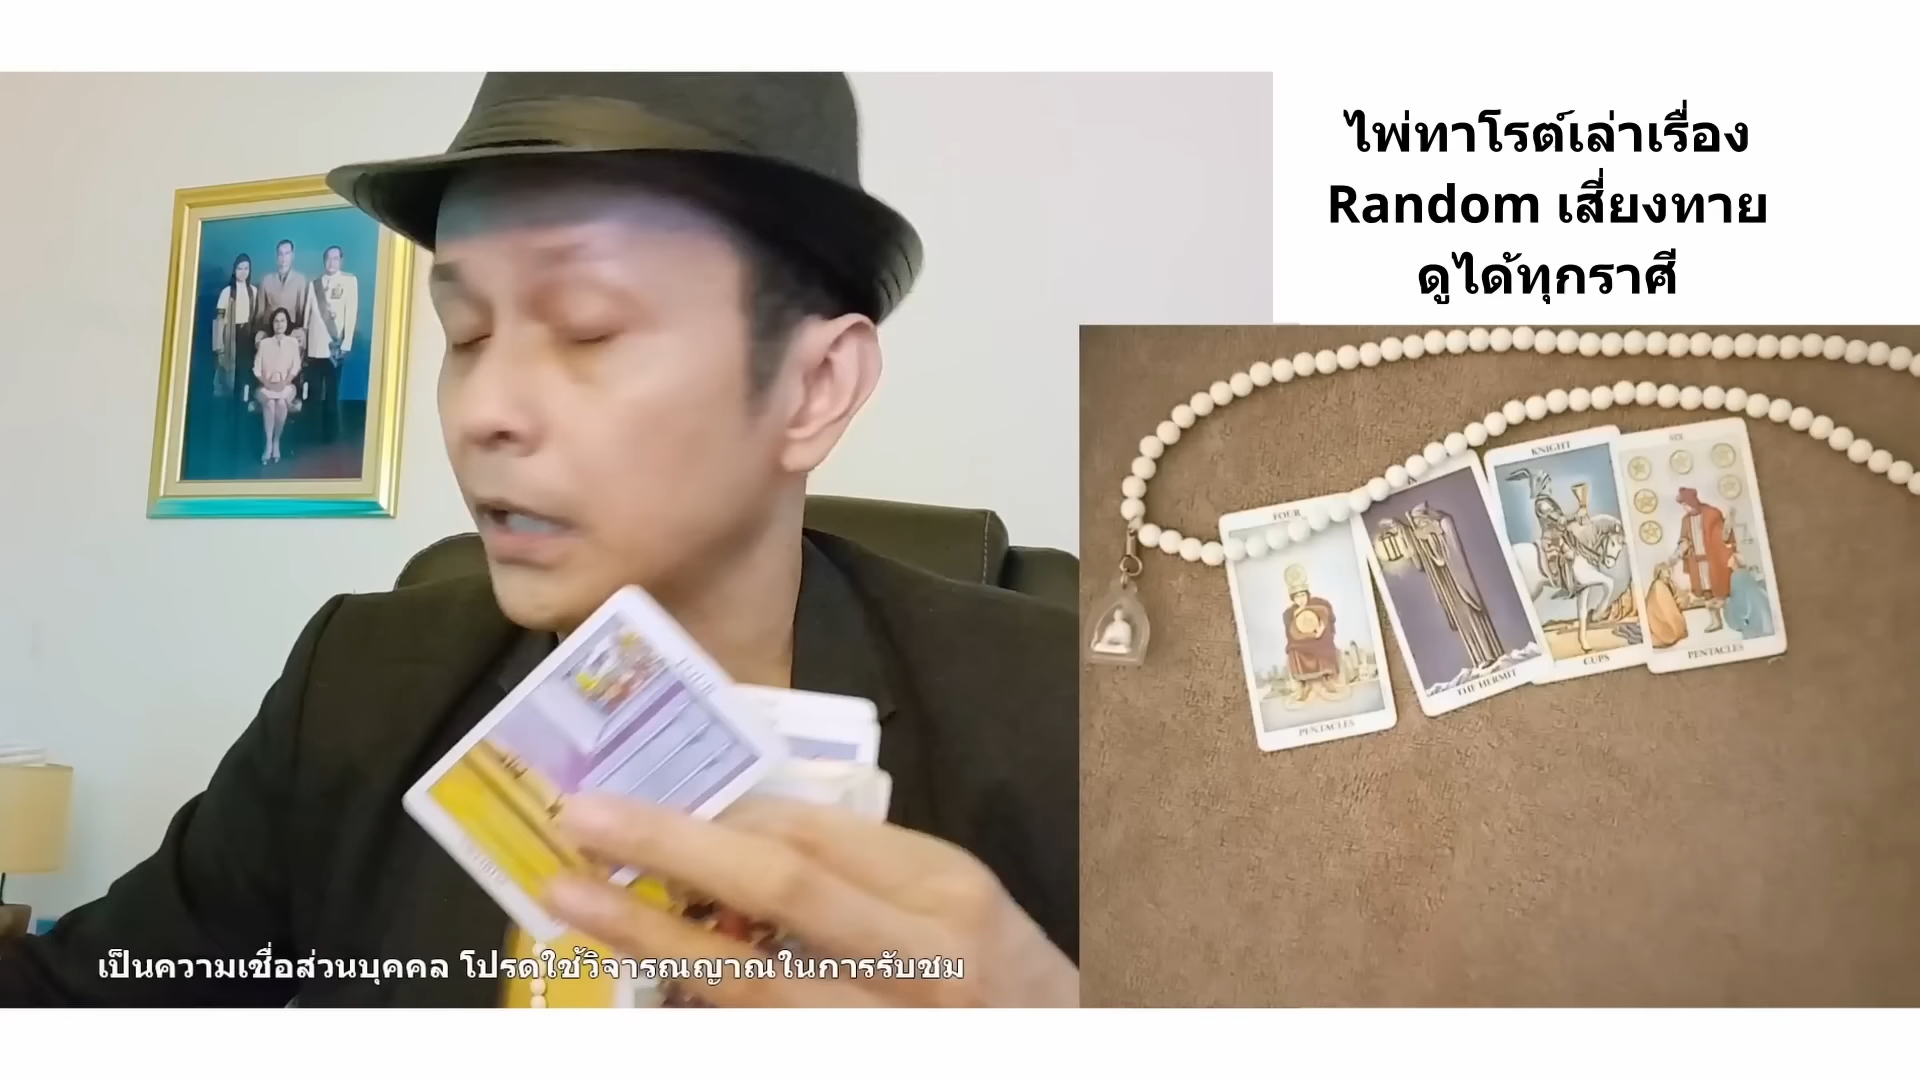 ไพ่ทาโรต์เล่าเรื่อง
Random เสี่ยงทาย
ดูได้ทุกราศี
KNIGHT
SIX
FOUR
PENTACLES
CUPS
THE HERMIT
PENTACLES
เป็นความเชื่อส่วนบุคคล โปรดใช้วิจารณญาณในการรับชม